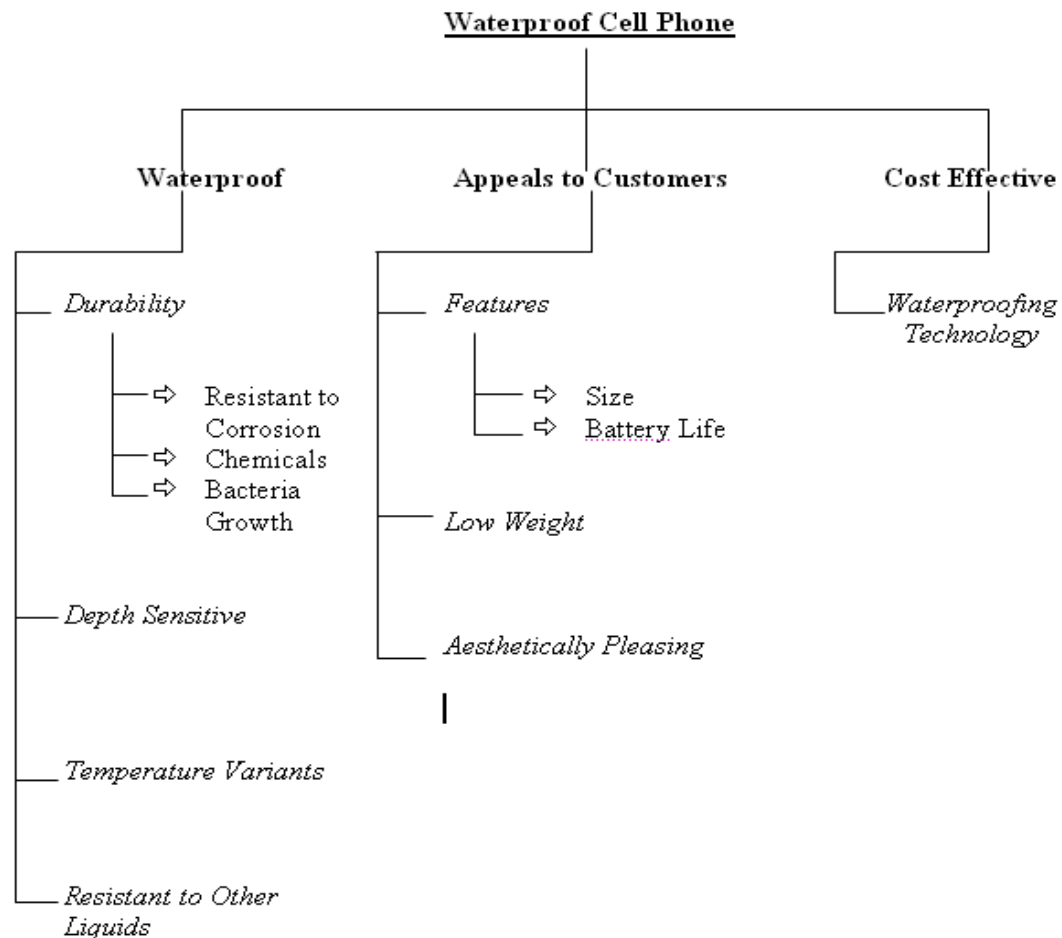 Waterproof Cell Phone
Waterproof
Appeals to Customers
Cost Effective
Durability
Resistant to
Corrosion
Chemicals
Bacteria
Growth
Depth Sensitive
Temperature Variants
Resistant to Other
Liquids
Features
Size
Battery Life
Low Weight
Aesthetically Pleasing
Waterproofing
Technology